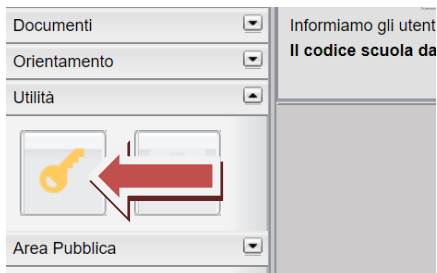 Documenti
Orientamento
Utilità
Area Pubblica
Informiamo gli utent
Il codice scuola da